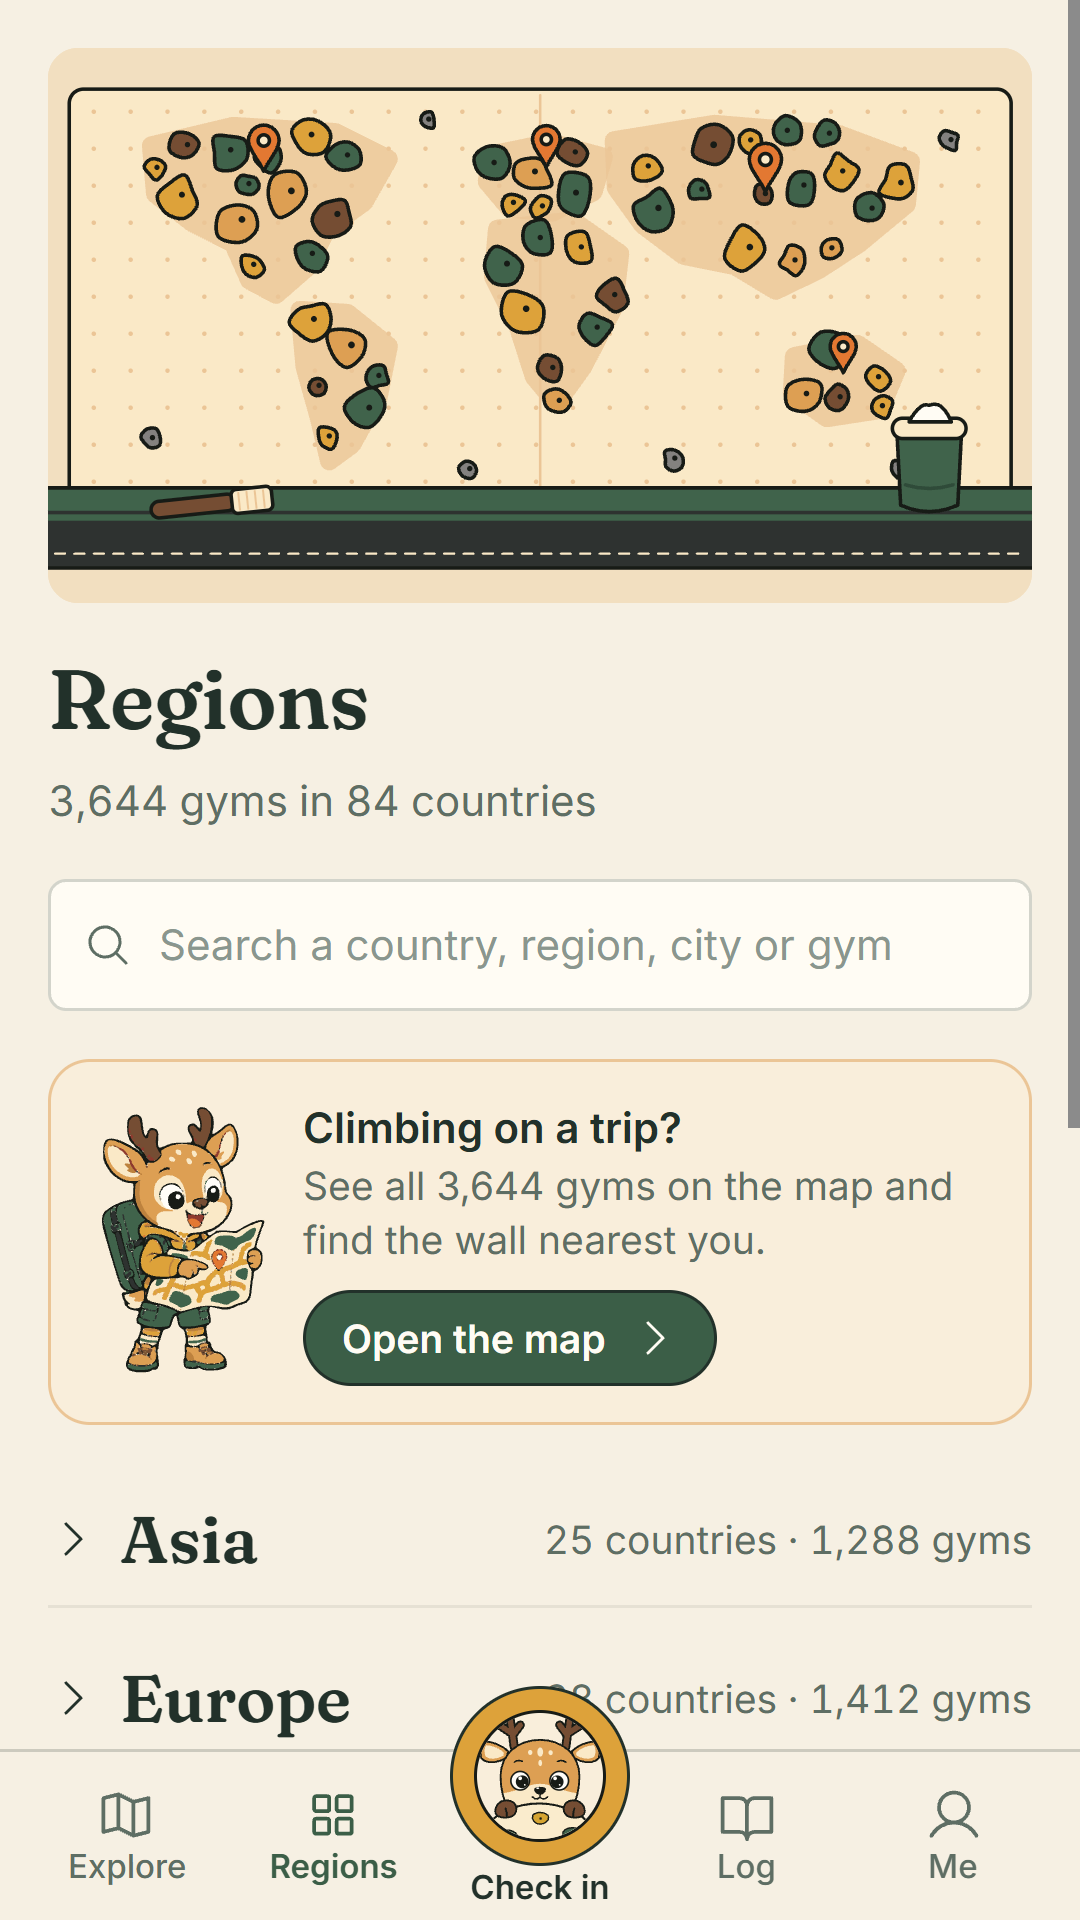 Regions
3,644 gyms in 84 countries
Search a country, region, city or gym
Climbing on a trip?
See all 3,644 gyms on the map and
find the wall nearest you.
Open the map
Asia
25 countries · 1,288 gyms
Europe
countries · 1,412 gyms
Explore
Regions
Check in
Log
Me